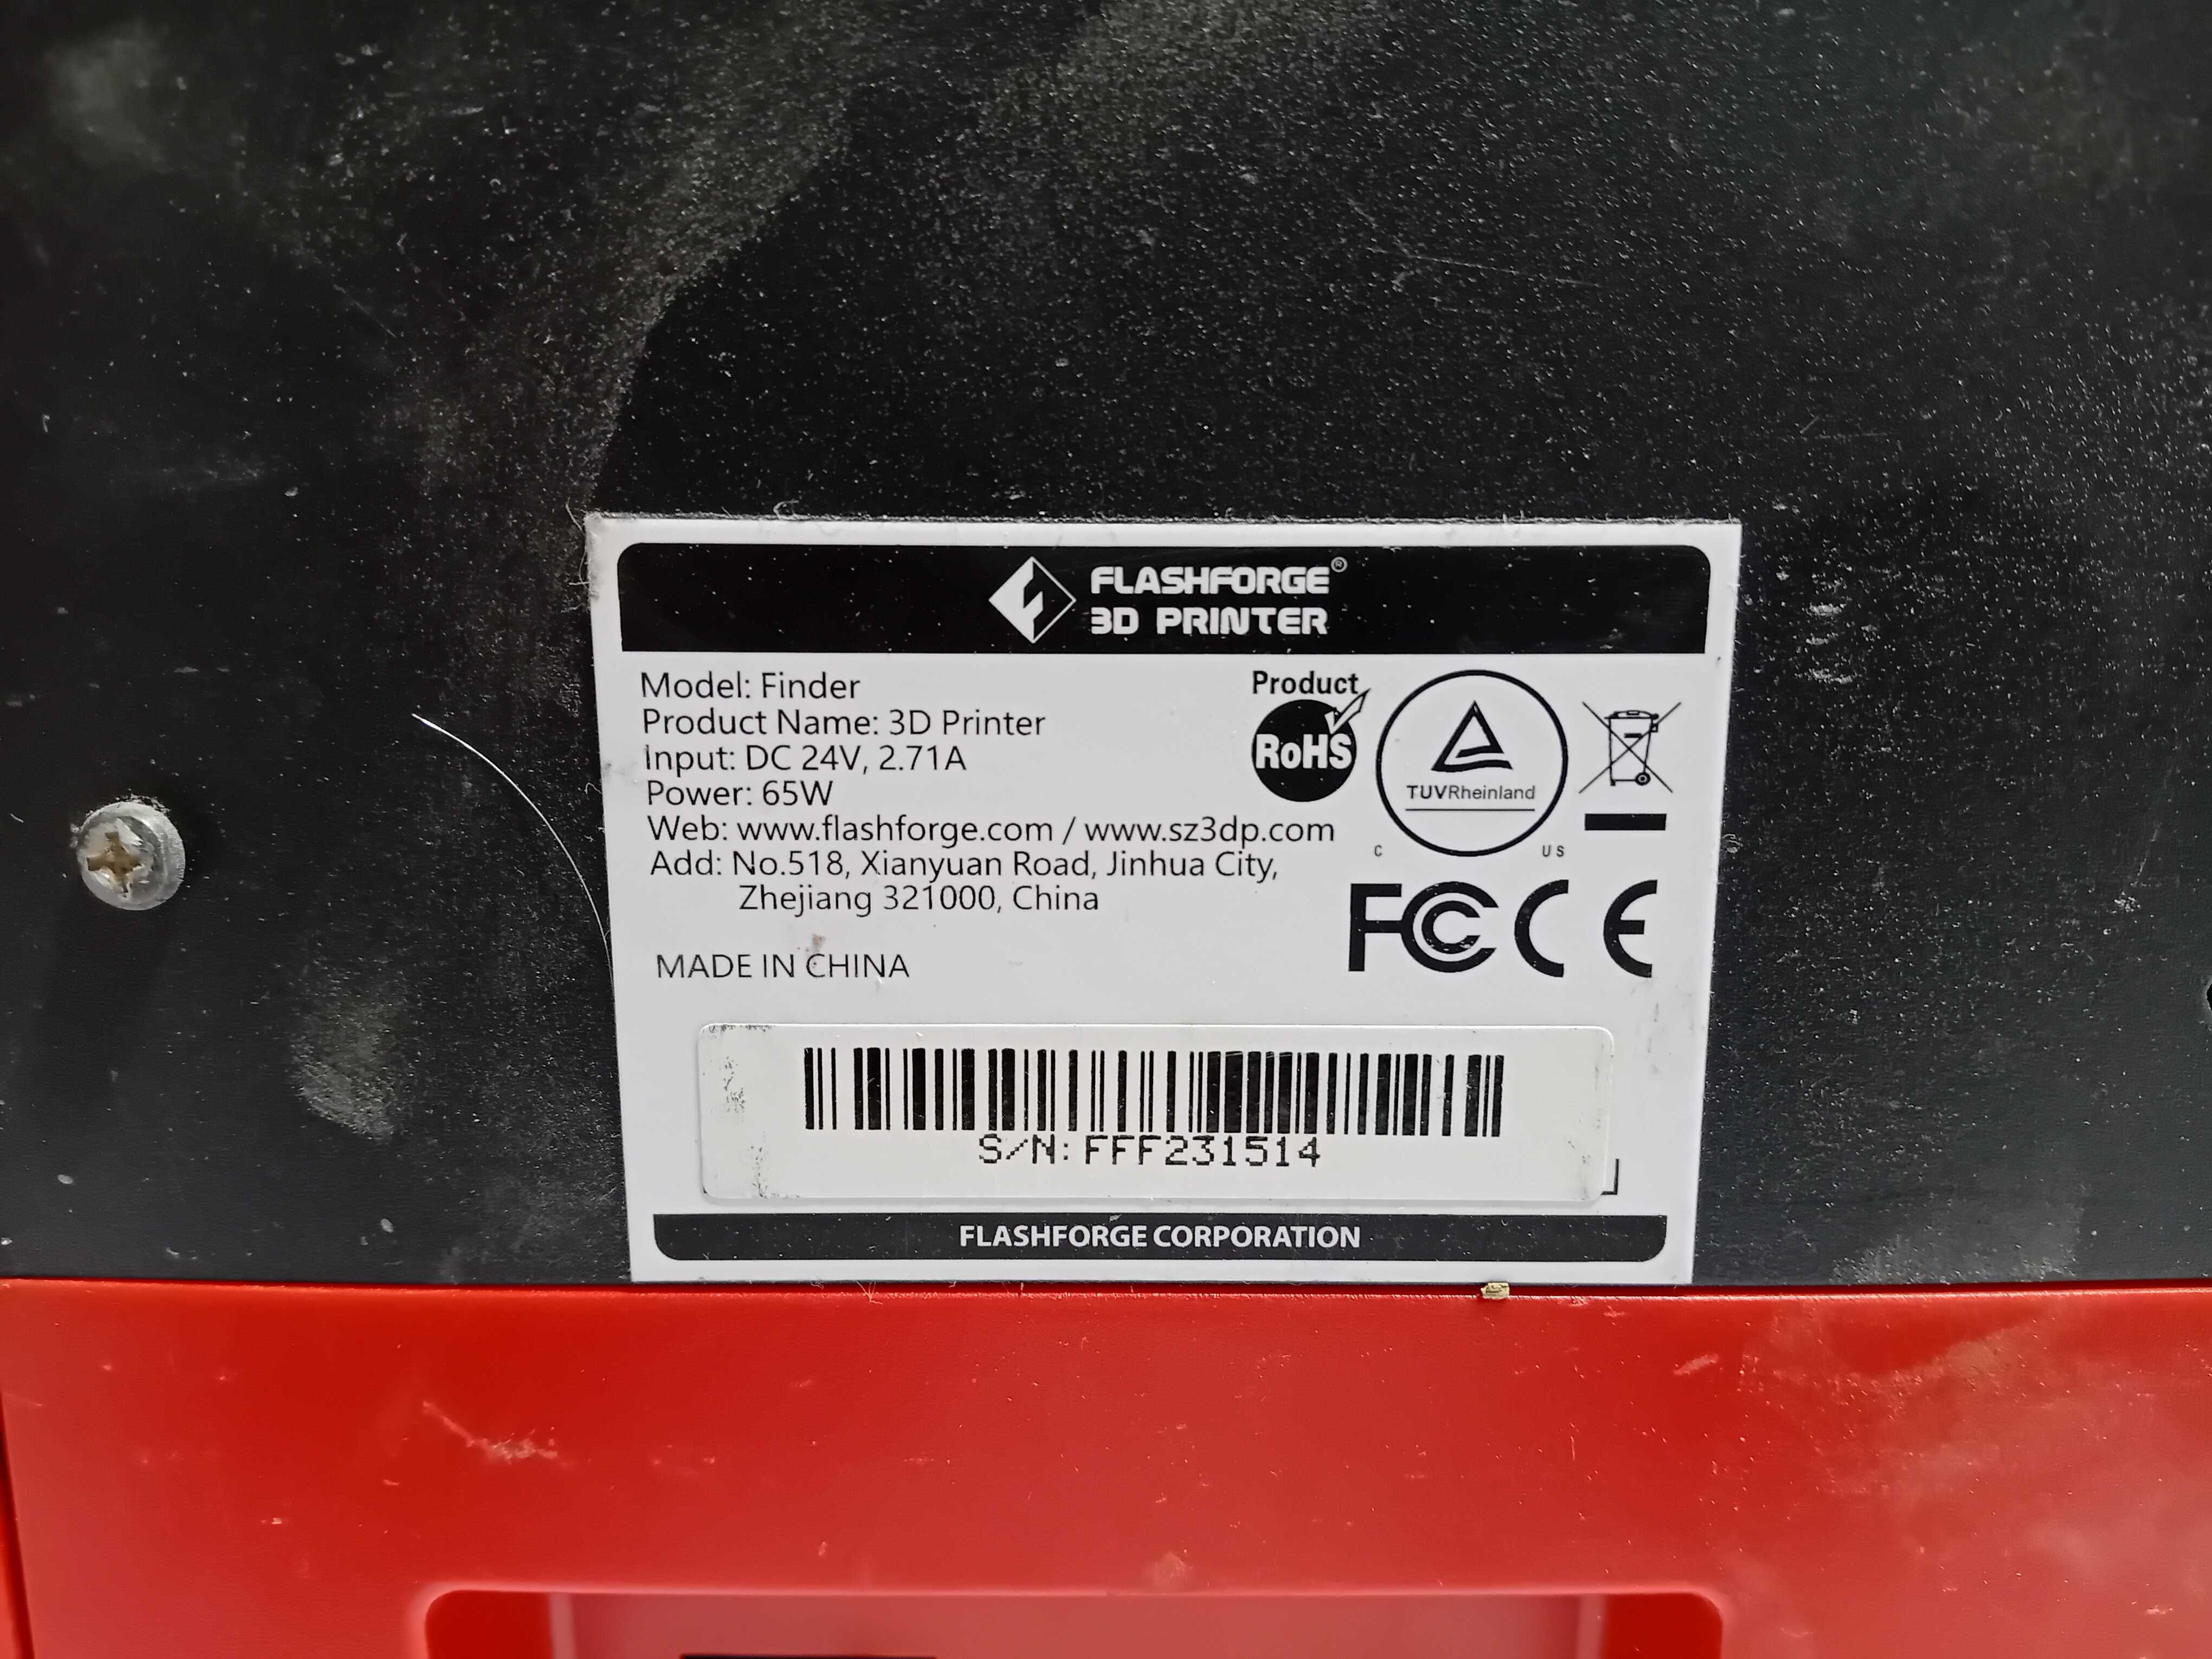 FLASHFORGE®
3D PRINTER
Model: Finder
Product Name: 3D Printer
Input: DC 24V, 2.71A
Power: 65W
Web: www.flashforge.com / www.sz3dp.com
Add: No.518, Xianyuan Road, Jinhua City,
Zhejiang 321000, China
MADE IN CHINA
Product
RoHS
TUVRheinland
C US
FC CE
S/N: FFF231514
FLASHFORGE CORPORATION